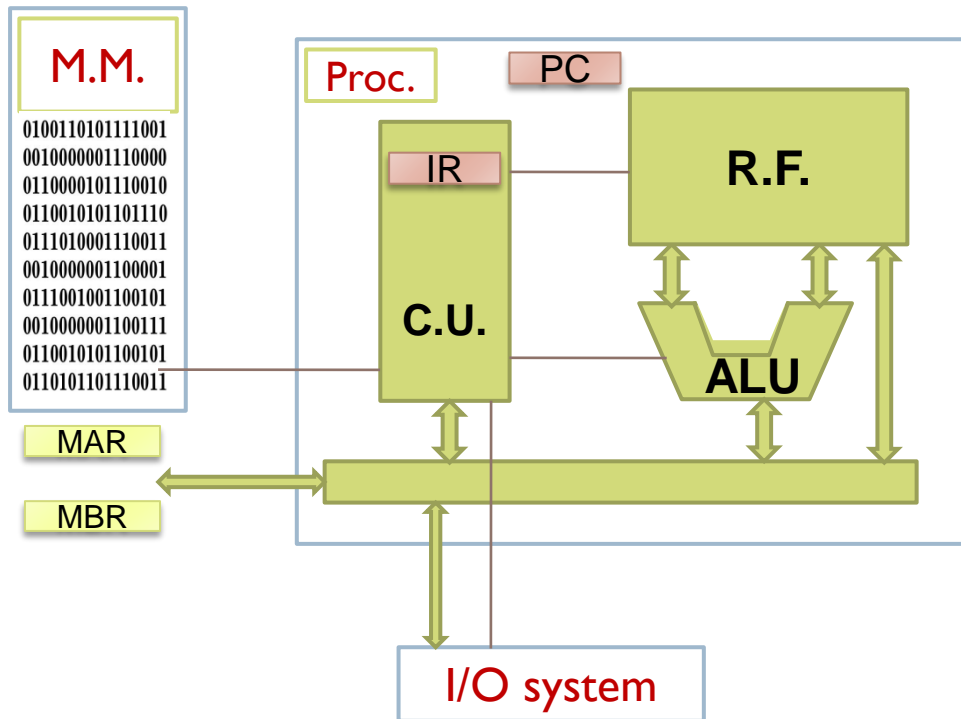 M.M.
0100110101111001
0010000001110000
0110000101110010
0110010101101110
0111010001110011
0010000001100001
0111001001100101
0010000001100111
0110010101100101
0110101101110011
MAR
MBR
Proc.
PC
IR
C.U.
R.F.
ALU
I/O system